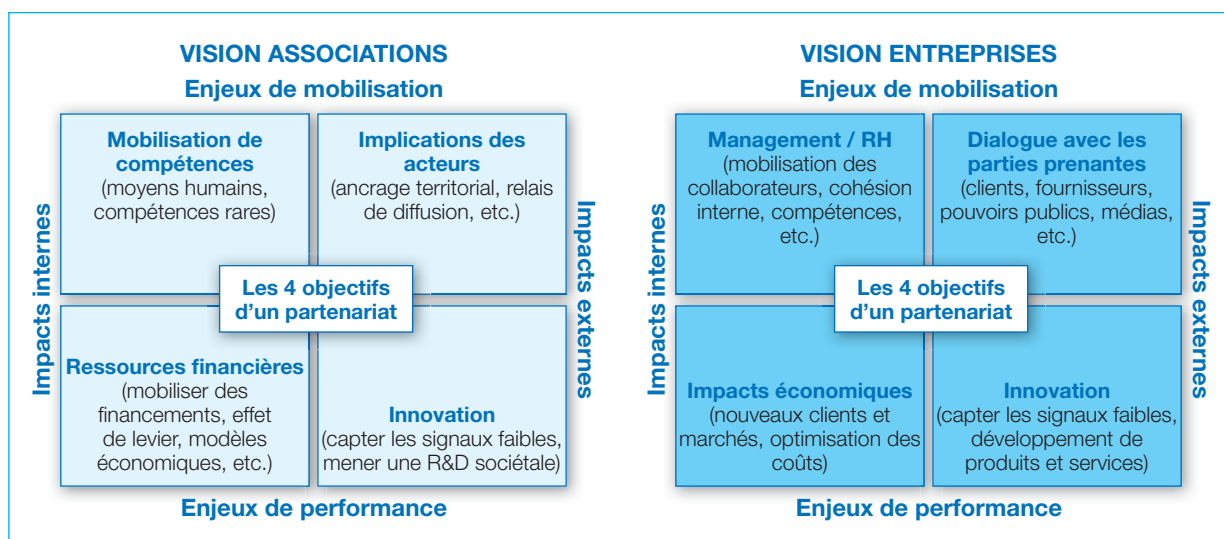 VISION ASSOCIATIONS
Enjeux de mobilisation
Impacts internes
Mobilisation de
compétences
(moyens humains,
compétences rares)
Implications des
acteurs
(ancrage territorial, relais
de diffusion, etc.)
Impacts externes
Les 4 objectifs
d’un partenariat
Ressources financières
(mobiliser des
financements, effet
de levier, modèles
économiques, etc.)
Innovation
(capter les signaux faibles,
mener une R&D sociétale)
Enjeux de performance
VISION ENTREPRISES
Enjeux de mobilisation
Impacts internes
Management / RH
(mobilisation des
collaborateurs, cohésion
interne, compétences,
etc.)
Dialogue avec les
parties prenantes
(clients, fournisseurs,
pouvoirs publics, médias,
etc.)
Impacts externes
Les 4 objectifs
d’un partenariat
Impacts économiques
(nouveaux clients et
marchés, optimisation des
coûts)
Innovation
(capter les signaux faibles,
développement de
produits et services)
Enjeux de performance